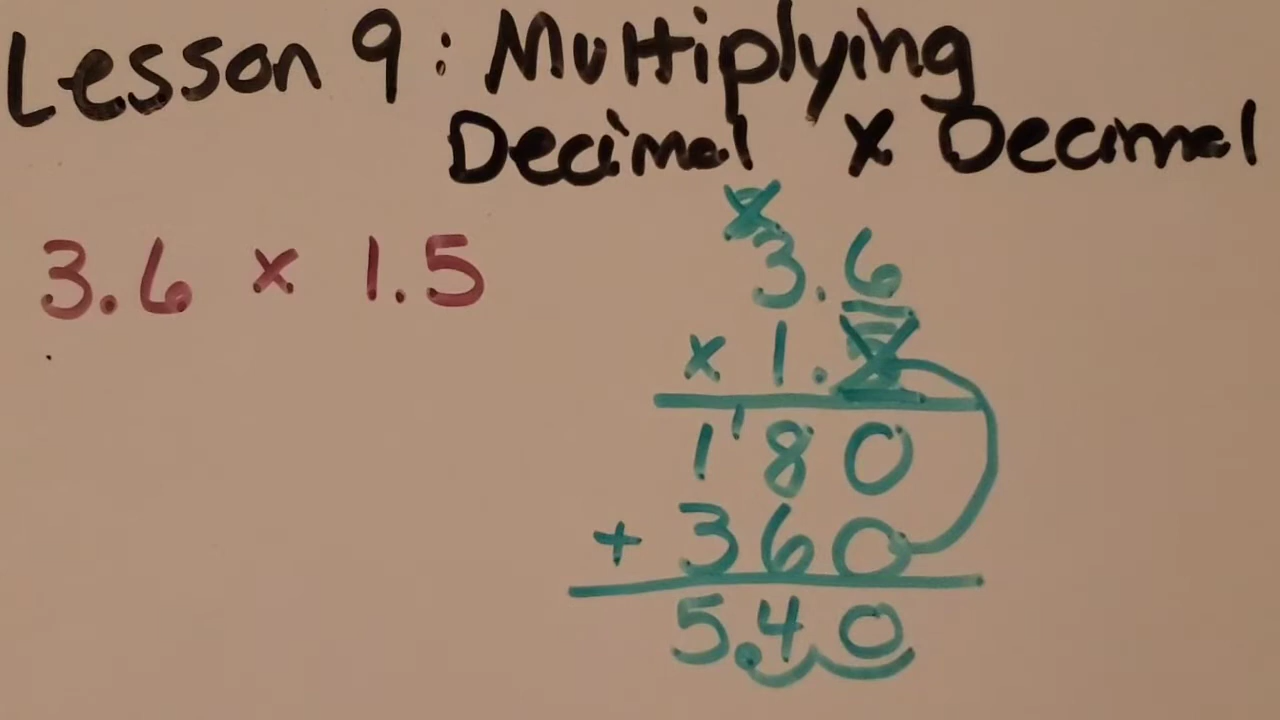 Lesson 9: Multiplying
Decimal x Decimal
3.6 x 1.5
3.6
x 1.5
180
+ 360
5.40